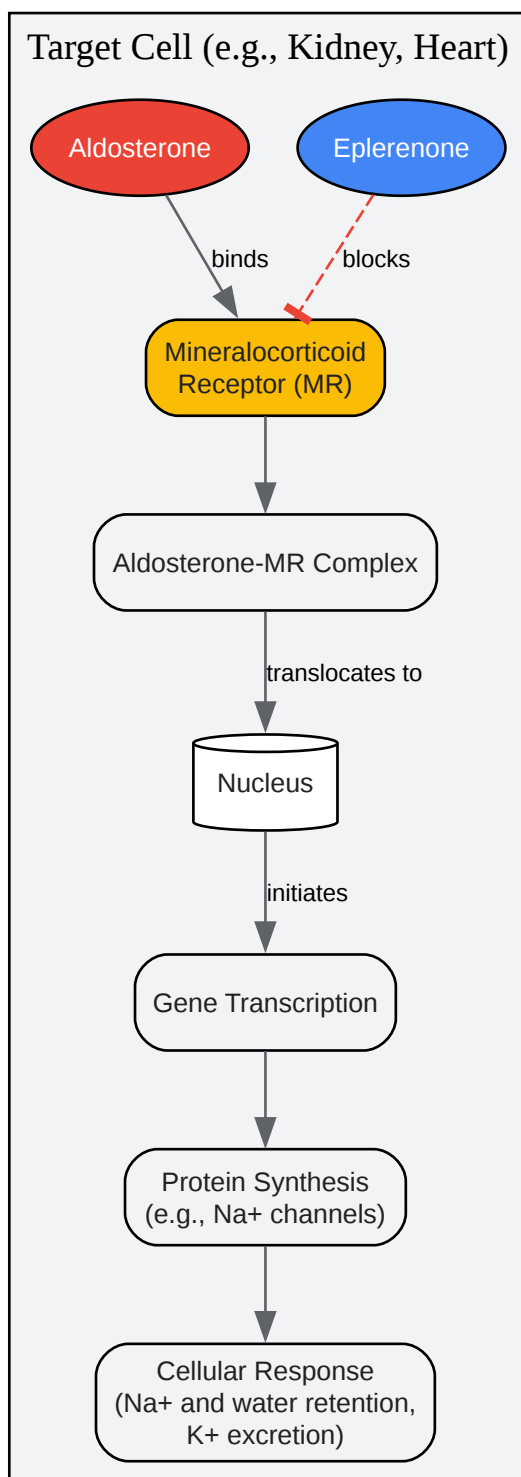 Target Cell (e.g., Kidney, Heart)
Aldosterone
Eplerenone
binds
blocks
Mineralocorticoid
Receptor (MR)
Aldosterone-MR Complex
translocates to
Nucleus
initiates
Gene Transcription
Protein Synthesis
(e.g., Na+ channels)
Cellular Response
(Na+ and water retention,
K+ excretion)